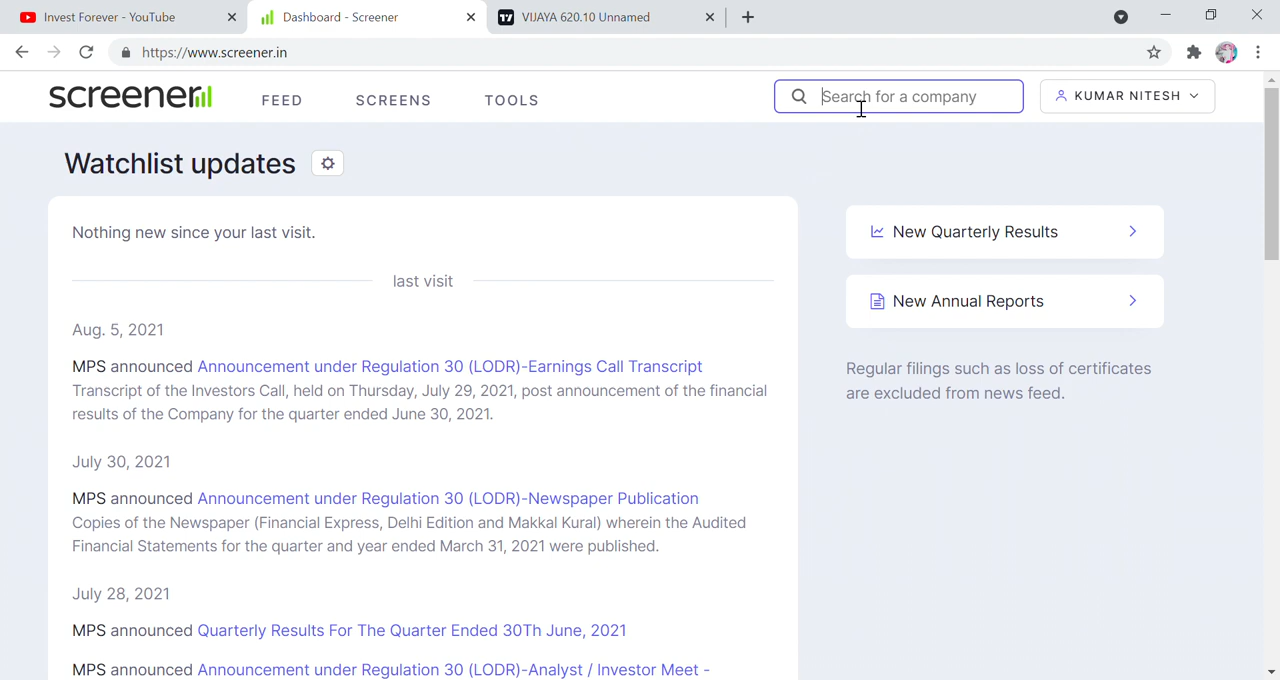 Invest Forever - YouTube
Dashboard - Screener
VIJAYA 620.10 Unnamed
https://www.screener.in
screener
FEED
SCREENS
TOOLS
Search for a company
KUMAR NITESH
Watchlist updates
Nothing new since your last visit.
last visit
Aug. 5, 2021
MPS announced Announcement under Regulation 30 (LODR)-Earnings Call Transcript
Transcript of the Investors Call, held on Thursday, July 29, 2021, post announcement of the financial
results of the Company for the quarter ended June 30, 2021.
July 30, 2021
MPS announced Announcement under Regulation 30 (LODR)-Newspaper Publication
Copies of the Newspaper (Financial Express, Delhi Edition and Makkal Kural) wherein the Audited
Financial Statements for the quarter and year ended March 31, 2021 were published.
July 28, 2021
MPS announced Quarterly Results For The Quarter Ended 30Th June, 2021
MPS announced Announcement under Regulation 30 (LODR)-Analyst / Investor Meet -
New Quarterly Results
New Annual Reports
Regular filings such as loss of certificates
are excluded from news feed.